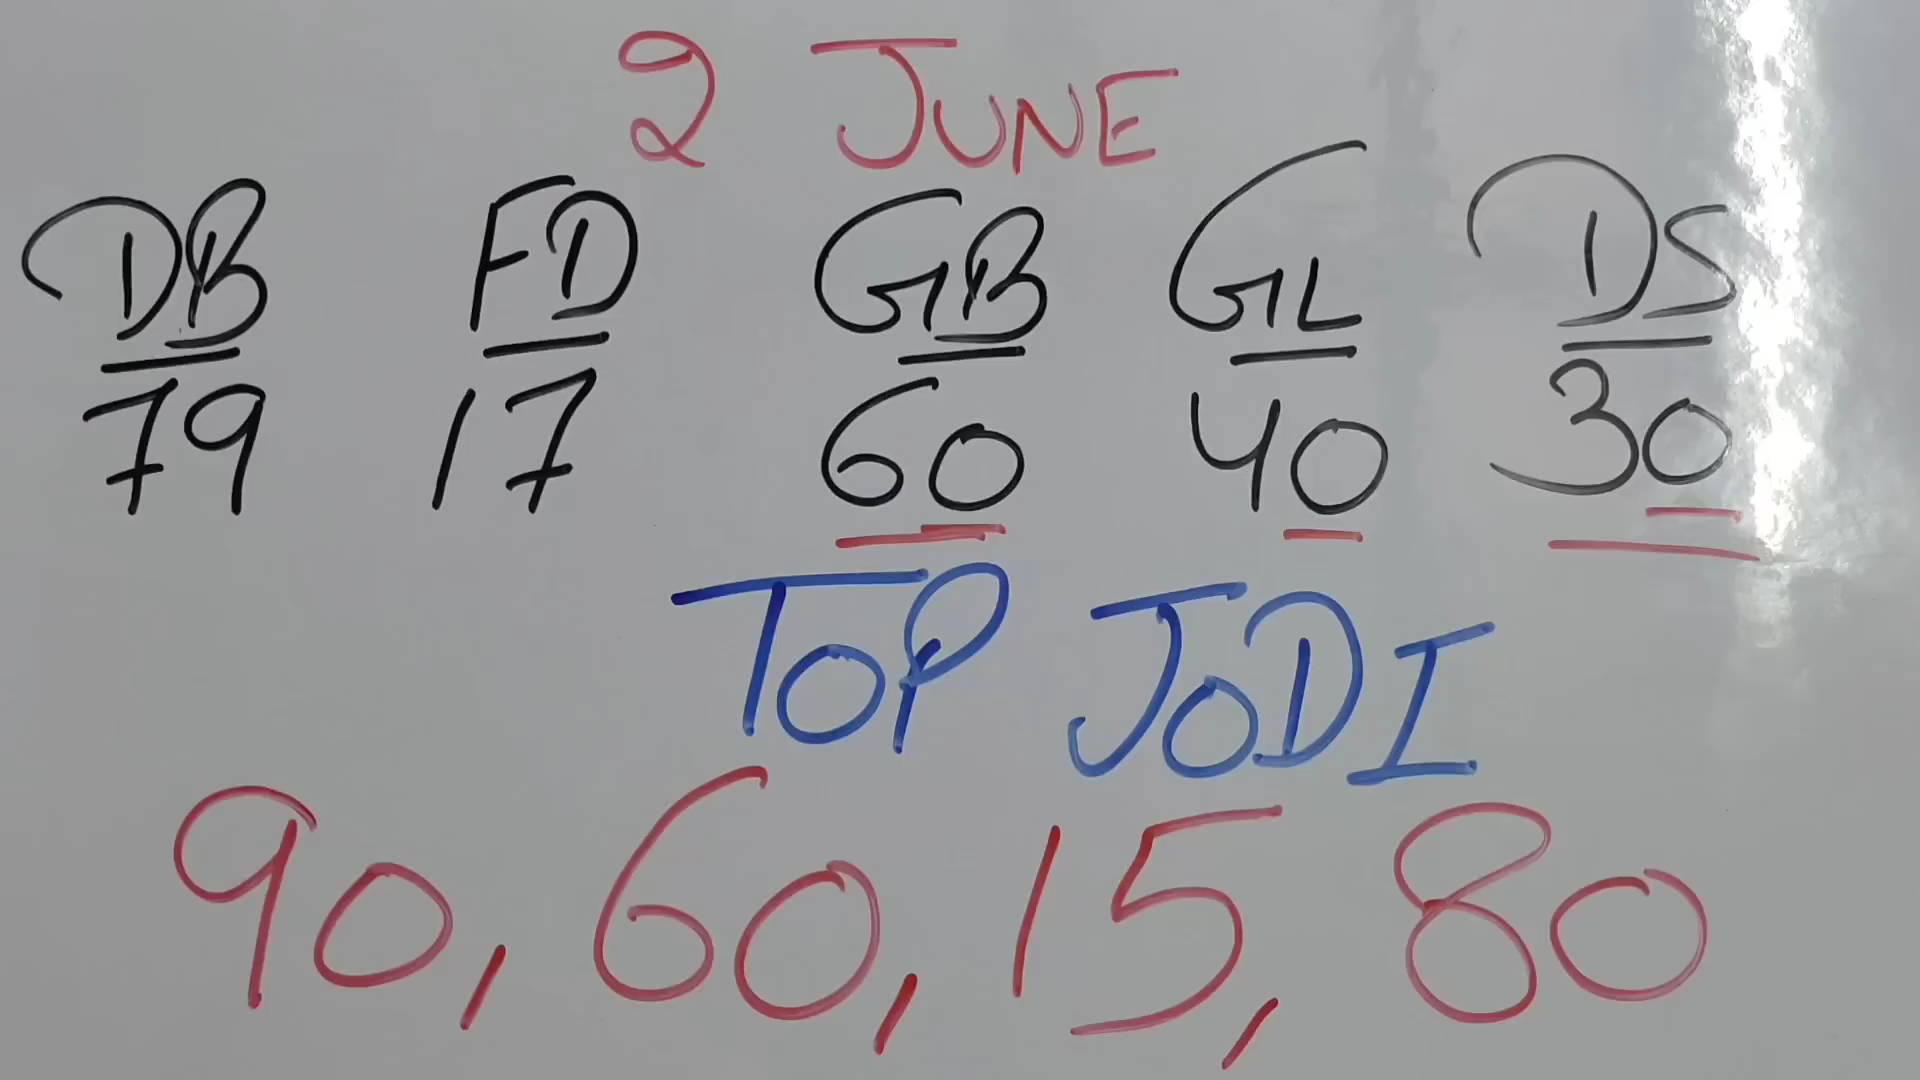 2 JUNE
DB FD GB GL DS
79 17 60 40 30
TOP JODI
90, 60, 15, 80